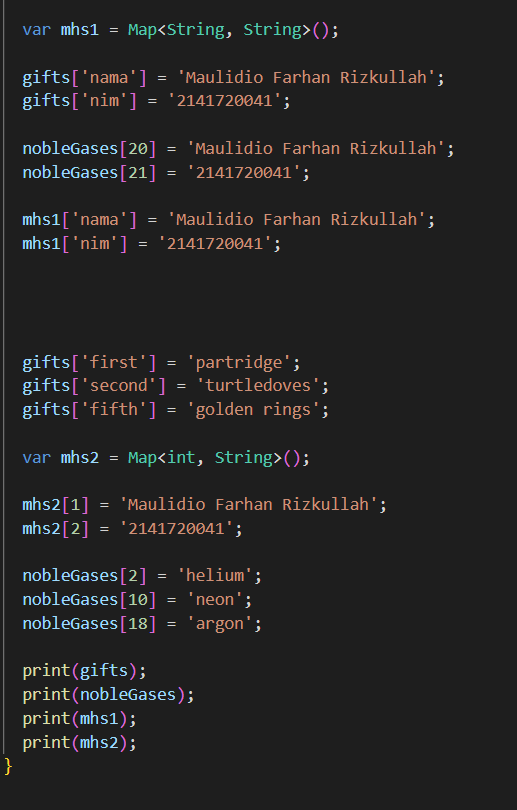 var mhs1 = Map<String, String>();
gifts['nama'] = 'Maulidio Farhan Rizkullah';
gifts['nim'] = '2141720041';
nobleGases[20] = 'Maulidio Farhan Rizkullah';
nobleGases[21] = '2141720041';
mhs1['nama'] = 'Maulidio Farhan Rizkullah';
mhs1['nim'] = '2141720041';
gifts['first'] = 'partridge';
gifts['second'] = 'turtledoves';
gifts['fifth'] = 'golden rings';
var mhs2 = Map<int, String>();
mhs2[1] = 'Maulidio Farhan Rizkullah';
mhs2[2] = '2141720041';
nobleGases[2] = 'helium';
nobleGases[10] = 'neon';
nobleGases[18] = 'argon';
print(gifts);
print(nobleGases);
print(mhs1);
print(mhs2);
}